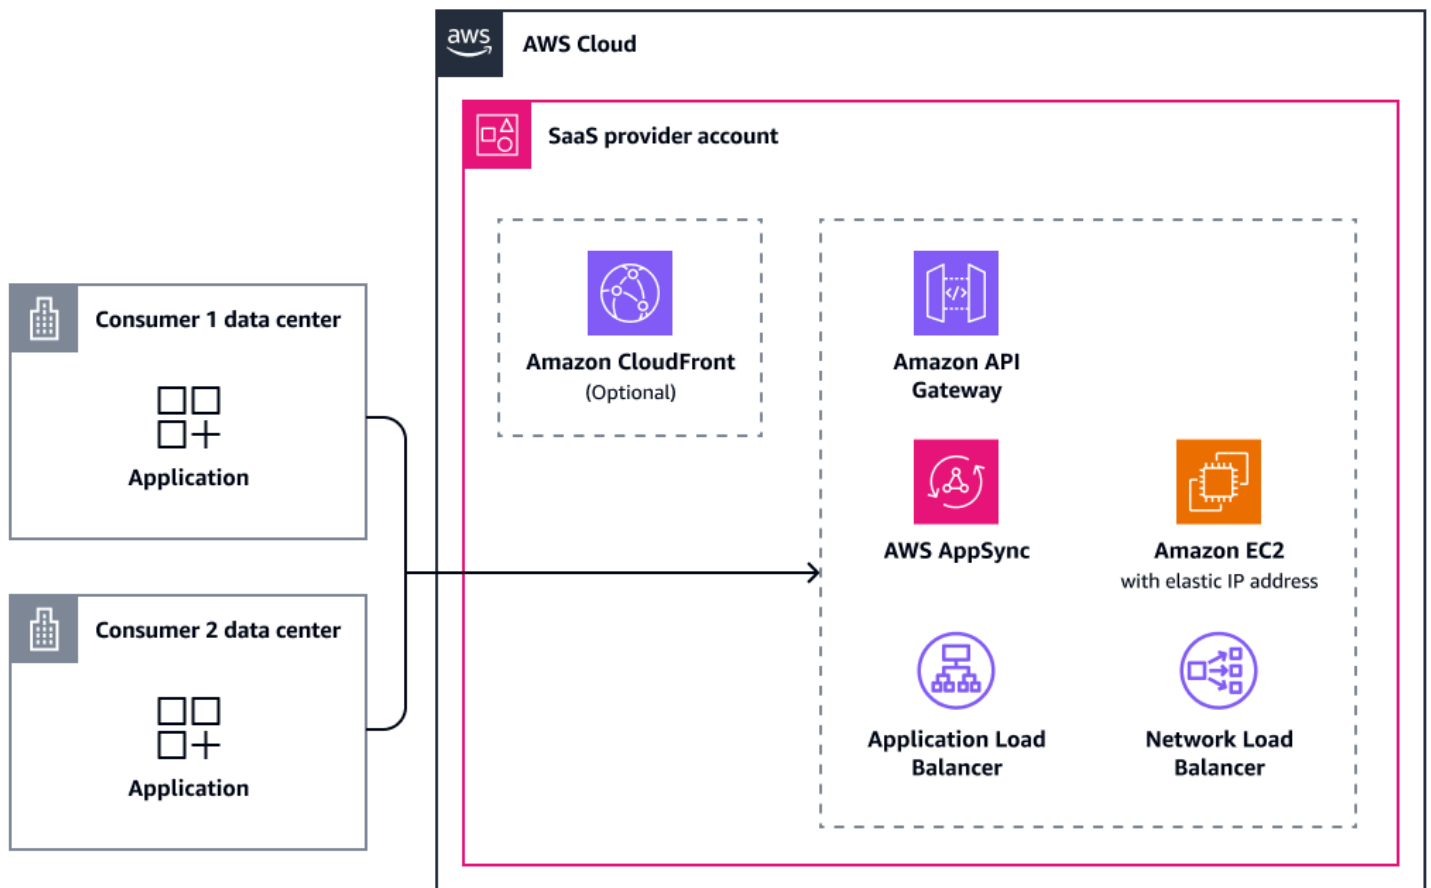 aws
AWS Cloud
SaaS provider account
Amazon CloudFront
(Optional)
Amazon API
Gateway
</>
Consumer 1 data center
Application
AWS AppSync
Amazon EC2
with elastic IP address
Consumer 2 data center
Application
Application Load
Balancer
Network Load
Balancer